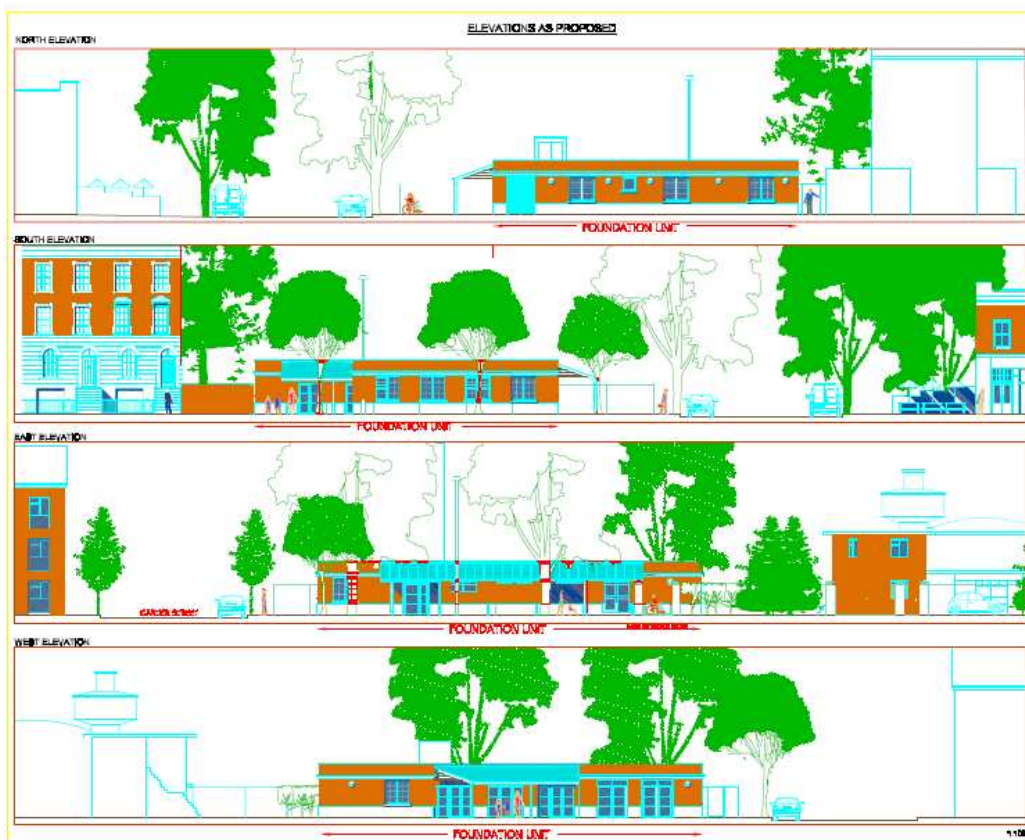 ELEVATIONS AS PROPOSED
NORTH ELEVATION
FOUNDATION UNIT
SOUTH ELEVATION
FOUNDATION UNIT
EAST ELEVATION
FOUNDATION UNIT
WEST ELEVATION
FOUNDATION UNIT